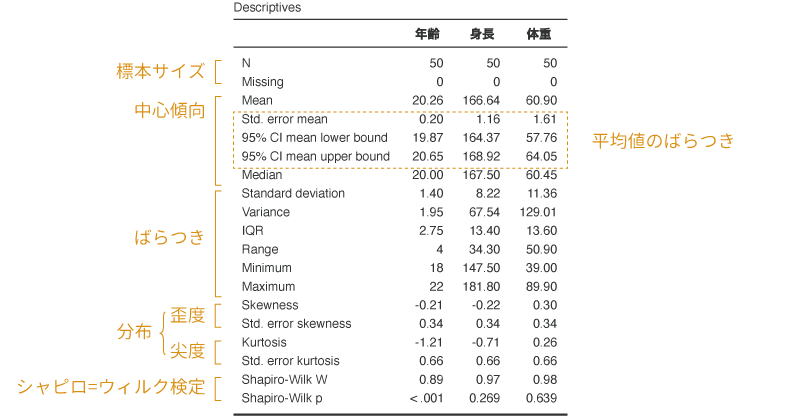 Descriptives
年齢 身長 体重
標本サイズ
N 50 50 50
Missing 0 0 0
中心傾向
Mean 20.26 166.64 60.90
Std. error mean 0.20 1.16 1.61
95% CI mean lower bound 19.87 164.37 57.76
95% CI mean upper bound 20.65 168.92 64.05
平均値のばらつき
Median 20.00 167.50 60.45
ばらつき
Standard deviation 1.40 8.22 11.36
Variance 1.95 67.54 129.01
IQR 2.75 13.40 13.60
Range 4 34.30 50.90
Minimum 18 147.50 39.00
Maximum 22 181.80 89.90
分布
歪度
Skewness -0.21 -0.22 0.30
Std. error skewness 0.34 0.34 0.34
尖度
Kurtosis -1.21 -0.71 0.26
Std. error kurtosis 0.66 0.66 0.66
シャピロ=ウィルク検定
Shapiro-Wilk W 0.89 0.97 0.98
Shapiro-Wilk p <.001 0.269 0.639